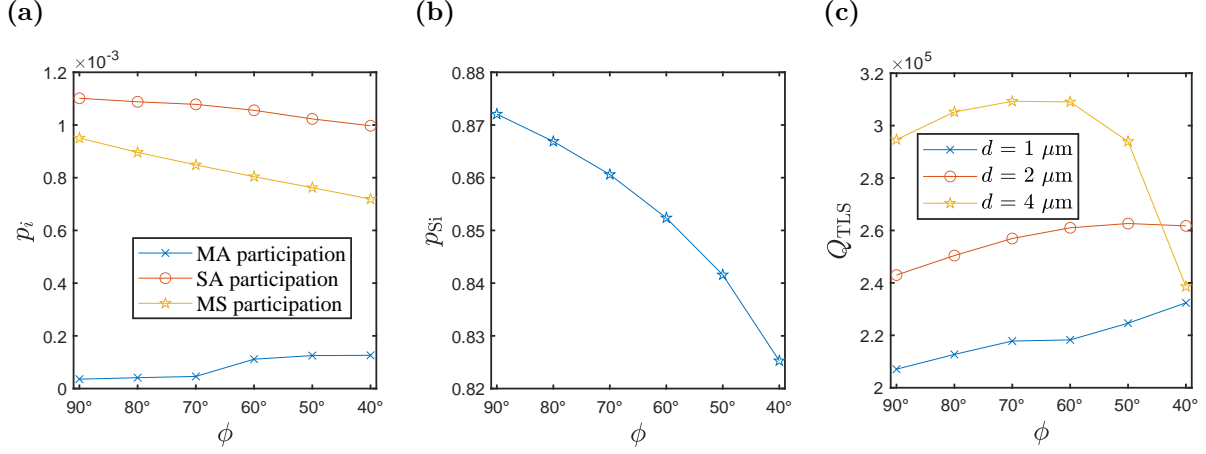 (a)
×10⁻³
1.2
1
0.8
0.6
0.4
0.2
0
pᵢ
MA participation
SA participation
MS participation
90° 80° 70° 60° 50° 40°
ϕ
(b)
0.88
0.87
0.86
0.85
0.84
0.83
0.82
p_Si
90° 80° 70° 60° 50° 40°
ϕ
(c)
×10⁵
3.2
3
2.8
2.6
2.4
2.2
2
Q_TLS
d = 1 μm
d = 2 μm
d = 4 μm
90° 80° 70° 60° 50° 40°
ϕ